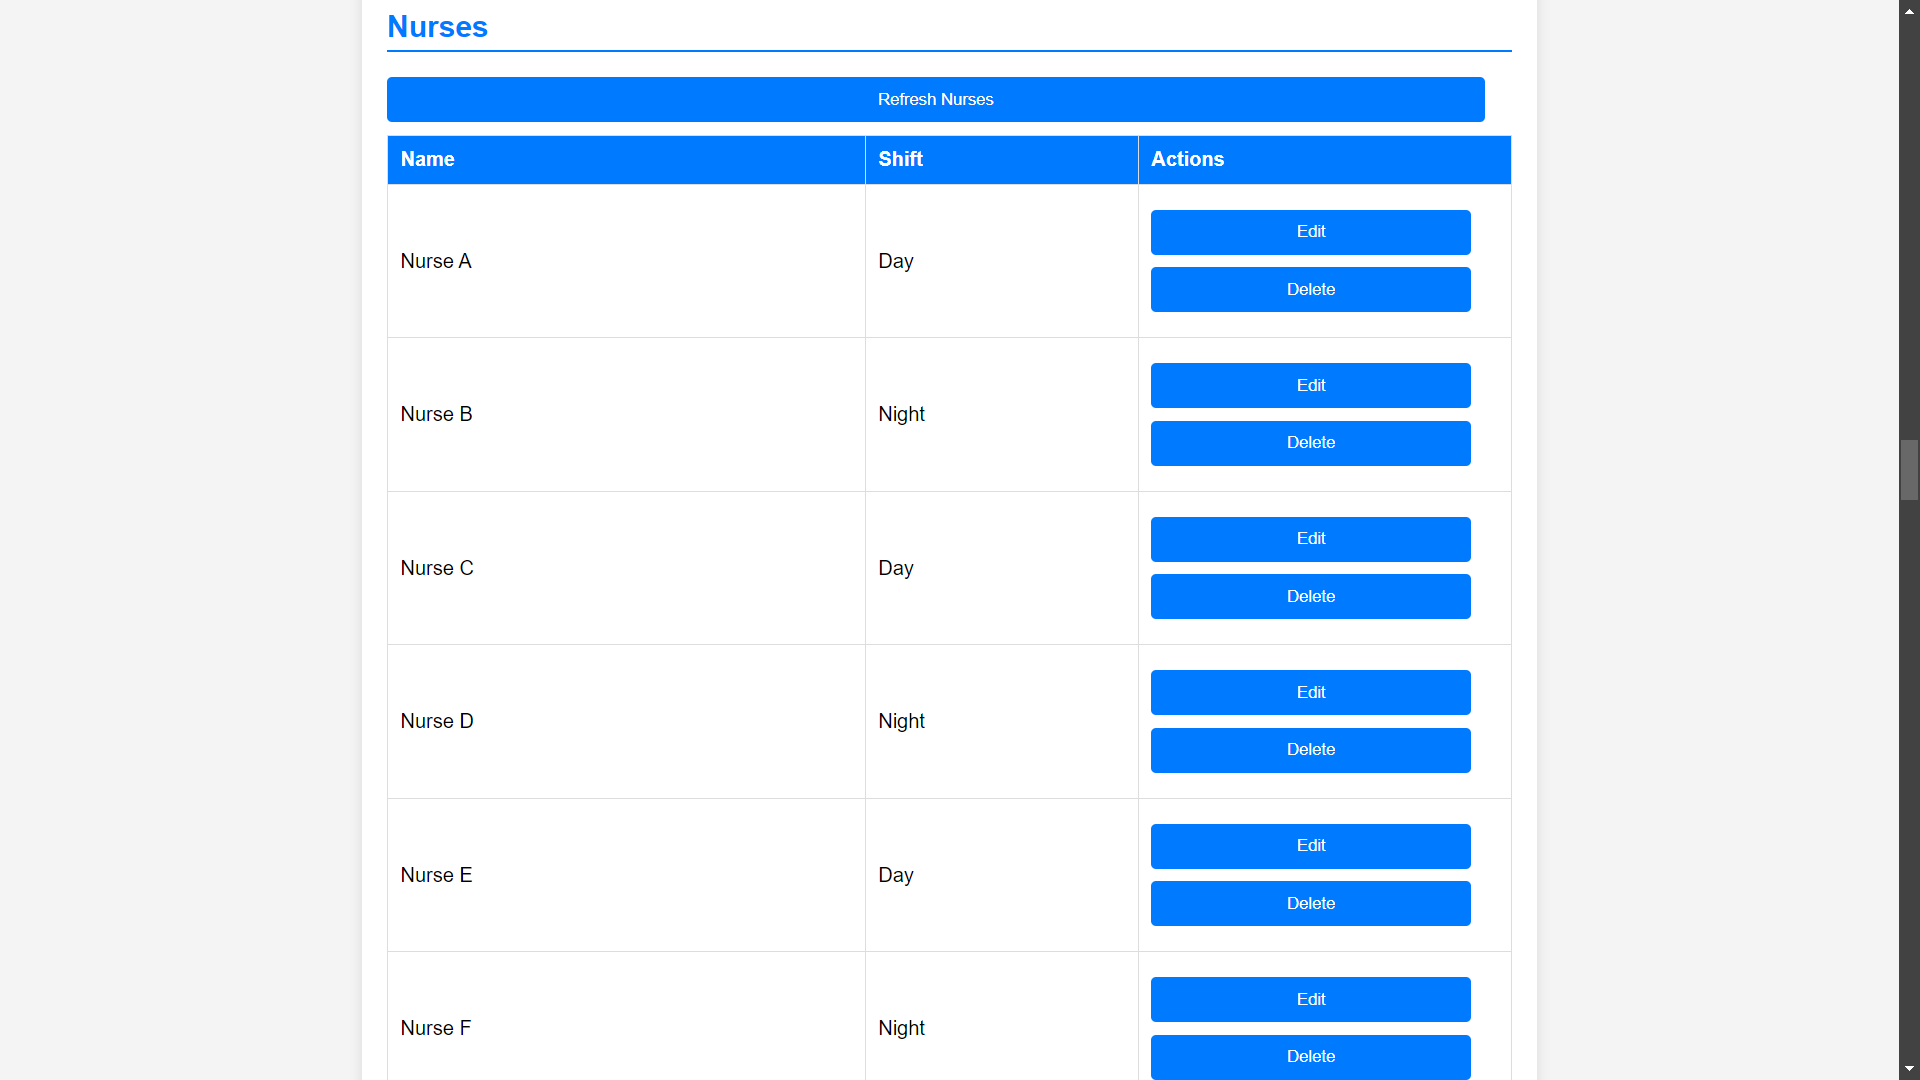 Nurses
Refresh Nurses
Name Shift Actions
Nurse A Day Edit
Delete
Nurse B Night Edit
Delete
Nurse C Day Edit
Delete
Nurse D Night Edit
Delete
Nurse E Day Edit
Delete
Nurse F Night Edit
Delete